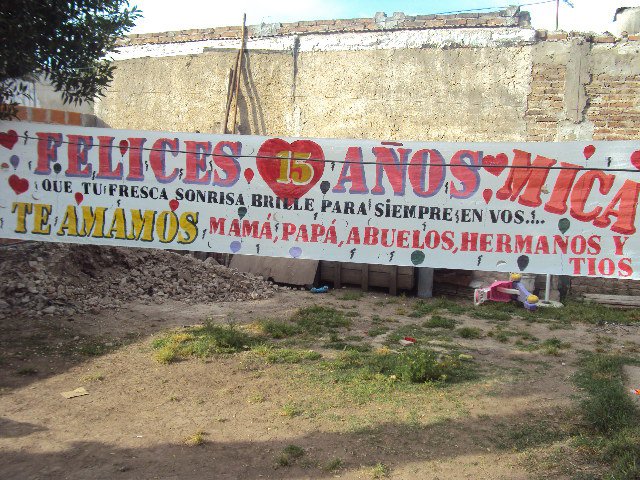 FELICES 15 AÑOS MICA
QUE TU FRESCA SONRISA BRILLE PARA SIEMPRE EN VOS...
TE AMAMOS MAMÁ, PAPÁ, ABUELOS, HERMANOS Y
TIOS